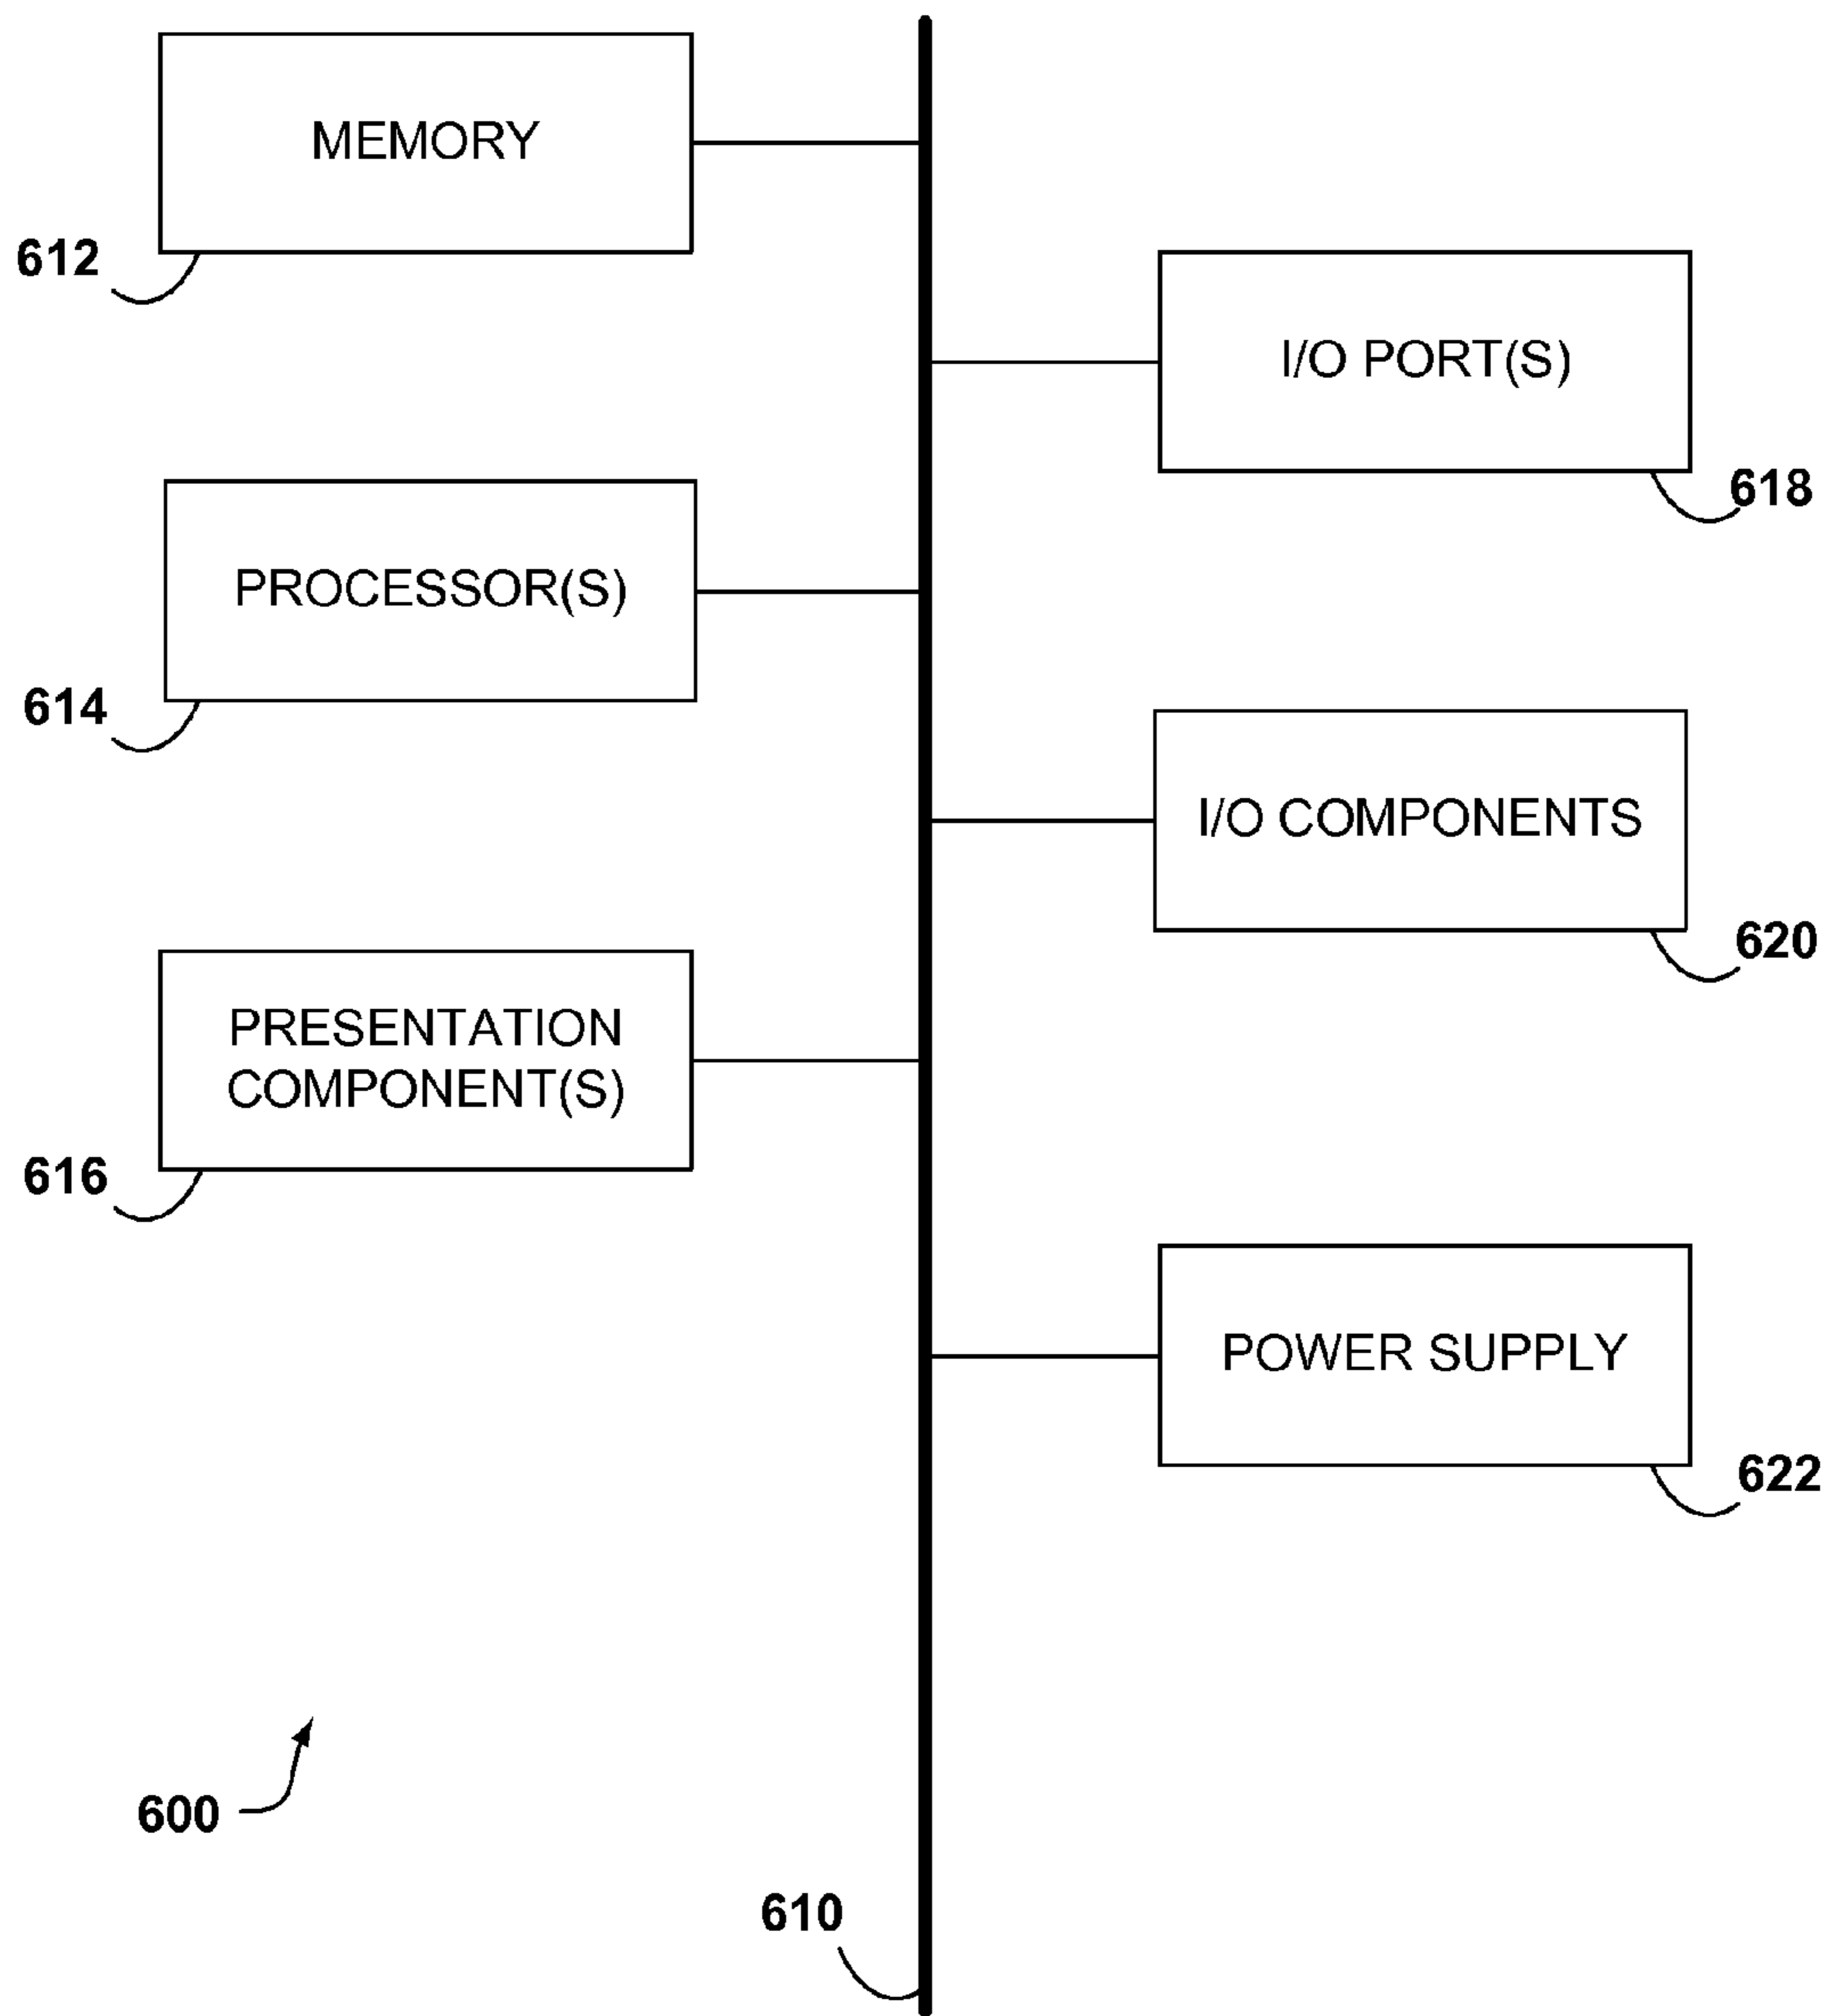 MEMORY
612
I/O PORT(S)
618
PROCESSOR(S)
614
I/O COMPONENTS
620
PRESENTATION
COMPONENT(S)
616
POWER SUPPLY
622
600
610